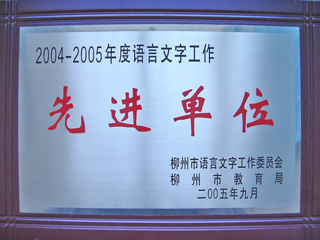 2004-2005年度语言文字工作
先进单位
柳州市语言文字工作委员会
柳州市教育局
二00五年九月